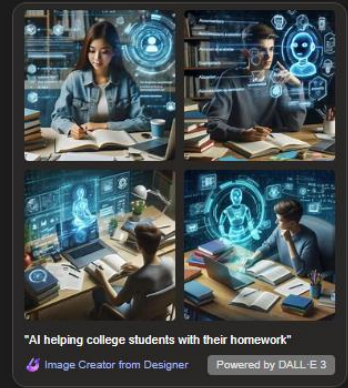 "AI helping college students with their homework"
Image Creator from Designer
Powered by DALL·E 3